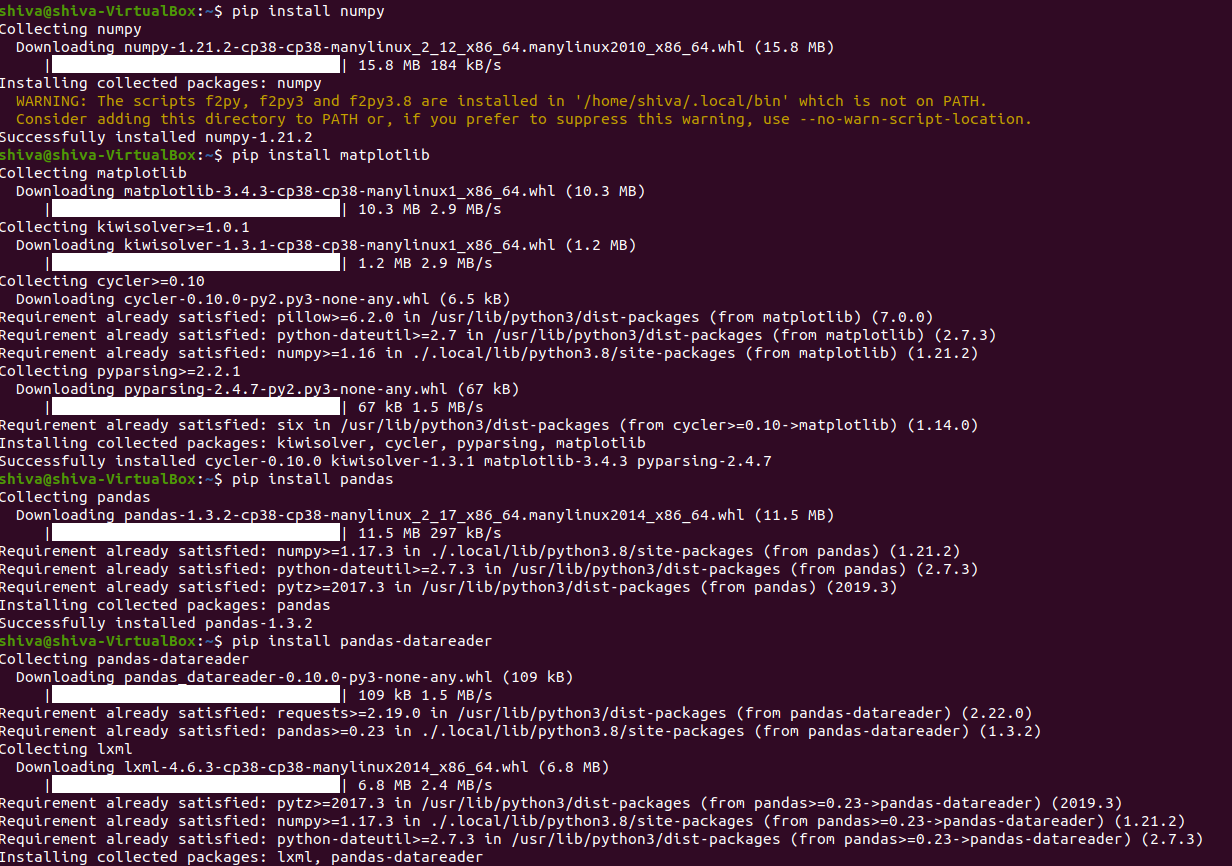 shiva@shiva-VirtualBox:~$ pip install numpy
Collecting numpy
  Downloading numpy-1.21.2-cp38-cp38-manylinux_2_12_x86_64.manylinux2010_x86_64.whl (15.8 MB)
     |████████████████████████████████| 15.8 MB 184 kB/s
Installing collected packages: numpy
  WARNING: The scripts f2py, f2py3 and f2py3.8 are installed in '/home/shiva/.local/bin' which is not on PATH.
  Consider adding this directory to PATH or, if you prefer to suppress this warning, use --no-warn-script-location.
Successfully installed numpy-1.21.2
shiva@shiva-VirtualBox:~$ pip install matplotlib
Collecting matplotlib
  Downloading matplotlib-3.4.3-cp38-cp38-manylinux1_x86_64.whl (10.3 MB)
     |████████████████████████████████| 10.3 MB 2.9 MB/s
Collecting kiwisolver>=1.0.1
  Downloading kiwisolver-1.3.1-cp38-cp38-manylinux1_x86_64.whl (1.2 MB)
     |████████████████████████████████| 1.2 MB 2.9 MB/s
Collecting cycler>=0.10
  Downloading cycler-0.10.0-py2.py3-none-any.whl (6.5 kB)
Requirement already satisfied: pillow>=6.2.0 in /usr/lib/python3/dist-packages (from matplotlib) (7.0.0)
Requirement already satisfied: python-dateutil>=2.7 in /usr/lib/python3/dist-packages (from matplotlib) (2.7.3)
Requirement already satisfied: numpy>=1.16 in ./.local/lib/python3.8/site-packages (from matplotlib) (1.21.2)
Collecting pyparsing>=2.2.1
  Downloading pyparsing-2.4.7-py2.py3-none-any.whl (67 kB)
     |████████████████████████████████| 67 kB 1.5 MB/s
Requirement already satisfied: six in /usr/lib/python3/dist-packages (from cycler>=0.10->matplotlib) (1.14.0)
Installing collected packages: kiwisolver, cycler, pyparsing, matplotlib
Successfully installed cycler-0.10.0 kiwisolver-1.3.1 matplotlib-3.4.3 pyparsing-2.4.7
shiva@shiva-VirtualBox:~$ pip install pandas
Collecting pandas
  Downloading pandas-1.3.2-cp38-cp38-manylinux_2_17_x86_64.manylinux2014_x86_64.whl (11.5 MB)
     |████████████████████████████████| 11.5 MB 297 kB/s
Requirement already satisfied: numpy>=1.17.3 in ./.local/lib/python3.8/site-packages (from pandas) (1.21.2)
Requirement already satisfied: python-dateutil>=2.7.3 in /usr/lib/python3/dist-packages (from pandas) (2.7.3)
Requirement already satisfied: pytz>=2017.3 in /usr/lib/python3/dist-packages (from pandas) (2019.3)
Installing collected packages: pandas
Successfully installed pandas-1.3.2
shiva@shiva-VirtualBox:~$ pip install pandas-datareader
Collecting pandas-datareader
  Downloading pandas_datareader-0.10.0-py3-none-any.whl (109 kB)
     |████████████████████████████████| 109 kB 1.5 MB/s
Requirement already satisfied: requests>=2.19.0 in /usr/lib/python3/dist-packages (from pandas-datareader) (2.22.0)
Requirement already satisfied: pandas>=0.23 in ./.local/lib/python3.8/site-packages (from pandas-datareader) (1.3.2)
Collecting lxml
  Downloading lxml-4.6.3-cp38-cp38-manylinux2014_x86_64.whl (6.8 MB)
     |████████████████████████████████| 6.8 MB 2.4 MB/s
Requirement already satisfied: pytz>=2017.3 in /usr/lib/python3/dist-packages (from pandas>=0.23->pandas-datareader) (2019.3)
Requirement already satisfied: numpy>=1.17.3 in ./.local/lib/python3.8/site-packages (from pandas>=0.23->pandas-datareader) (1.21.2)
Requirement already satisfied: python-dateutil>=2.7.3 in /usr/lib/python3/dist-packages (from pandas>=0.23->pandas-datareader) (2.7.3)
Installing collected packages: lxml, pandas-datareader